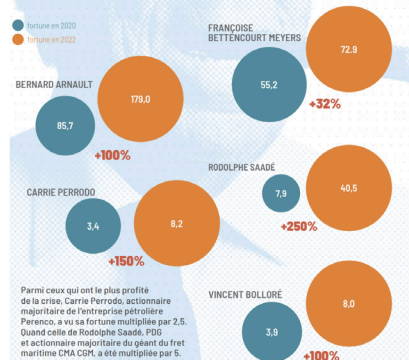 fortune en 2020
fortune en 2022
FRANÇOISE
BETTENCOURT MEYERS
55,2
72.9
+32%
BERNARD ARNAULT
85,7
179,0
+100%
RODOLPHE SAADÉ
7,9
40,5
+250%
CARRIE PERRODO
3,4
8,2
+150%
Parmi ceux qui ont le plus profité
de la crise, Carrie Perrodo, actionnaire
majoritaire de l'entreprise pétrolière
Perenco, a vu sa fortune multipliée par 2,5.
Quand celle de Rodolphe Saadé, PDG
et actionnaire majoritaire du géant du fret
maritime CMA CGM, a été multipliée par 5.
VINCENT BOLLORÉ
3,9
8,0
+100%